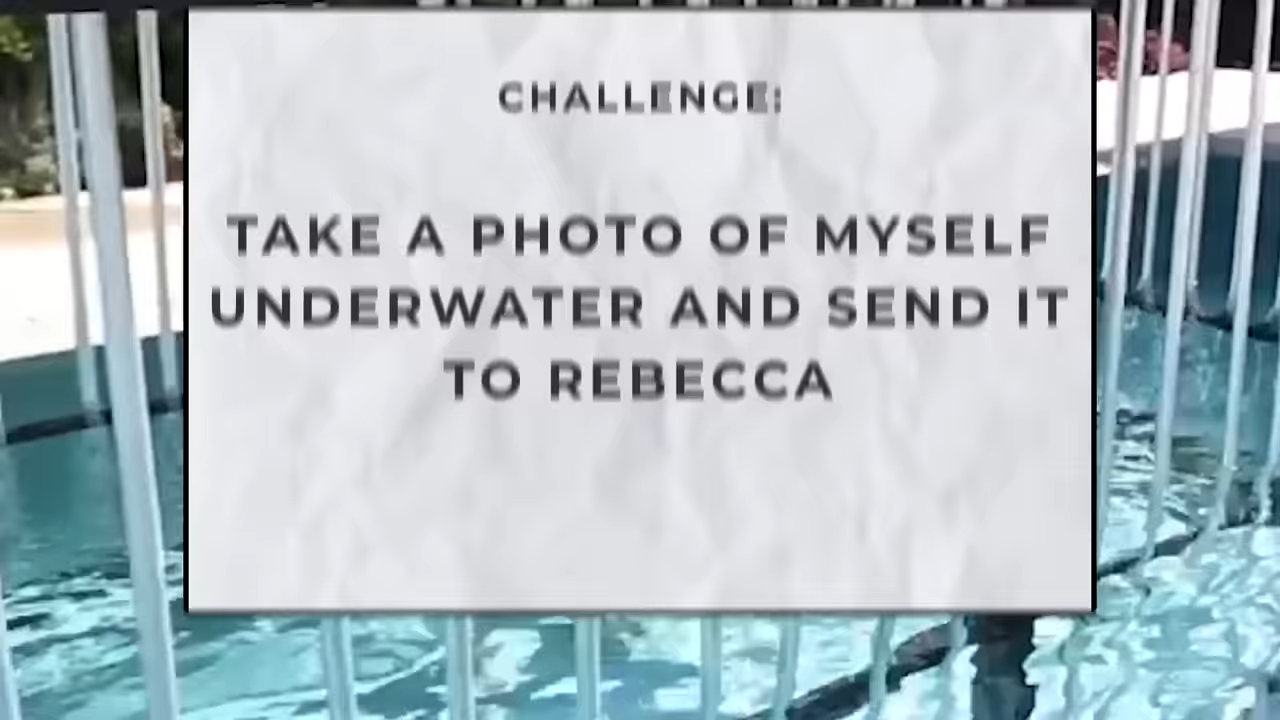 CHALLENGE:
TAKE A PHOTO OF MYSELF
UNDERWATER AND SEND IT
TO REBECCA